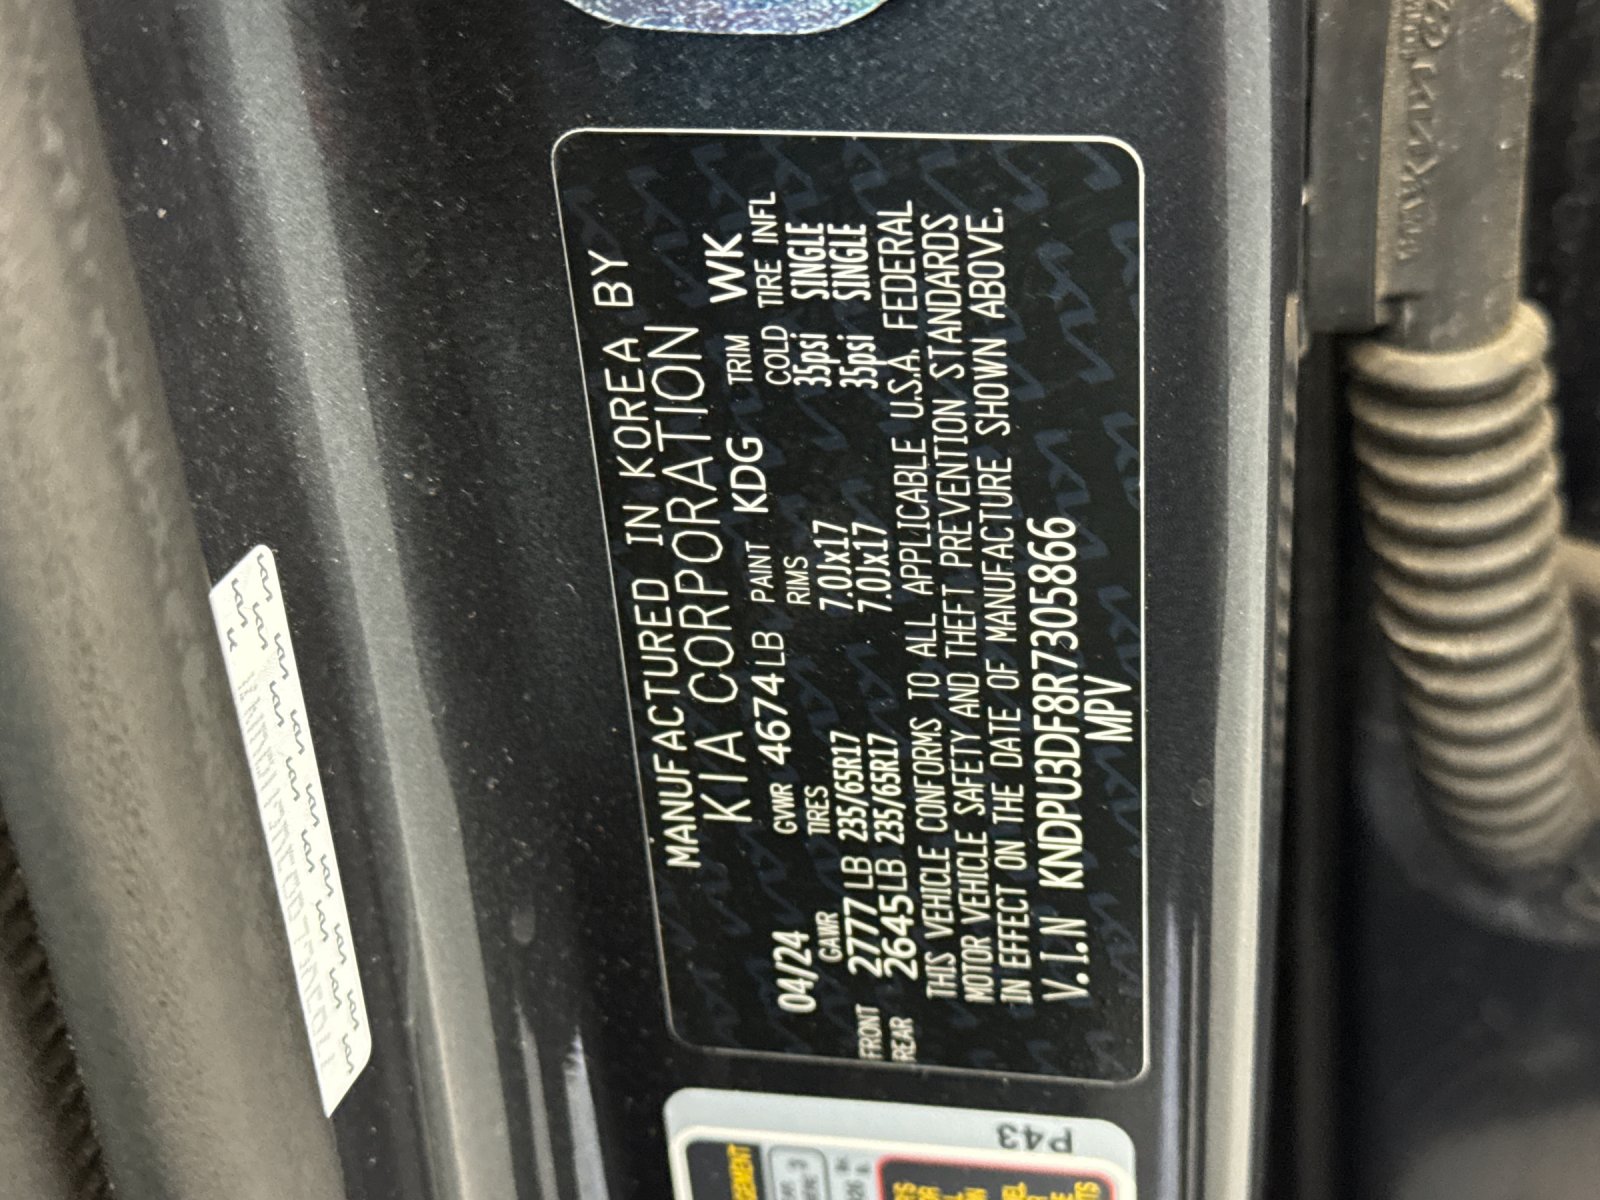 MANUFACTURED IN KOREA BY
KIA CORPORATION
04/24 GVWR 4674LB PAINT KDG TRIM WK
GAWR TIRES RIMS COLD TIRE INFL
FRONT 2777LB 235/65R17 7.0Jx17 35psi SINGLE
REAR 2645LB 235/65R17 7.0Jx17 35psi SINGLE
THIS VEHICLE CONFORMS TO ALL APPLICABLE U.S.A. FEDERAL
MOTOR VEHICLE SAFETY AND THEFT PREVENTION STANDARDS
IN EFFECT ON THE DATE OF MANUFACTURE SHOWN ABOVE.
V.I.N KNDPU3DF8R7305866
MPV
P43